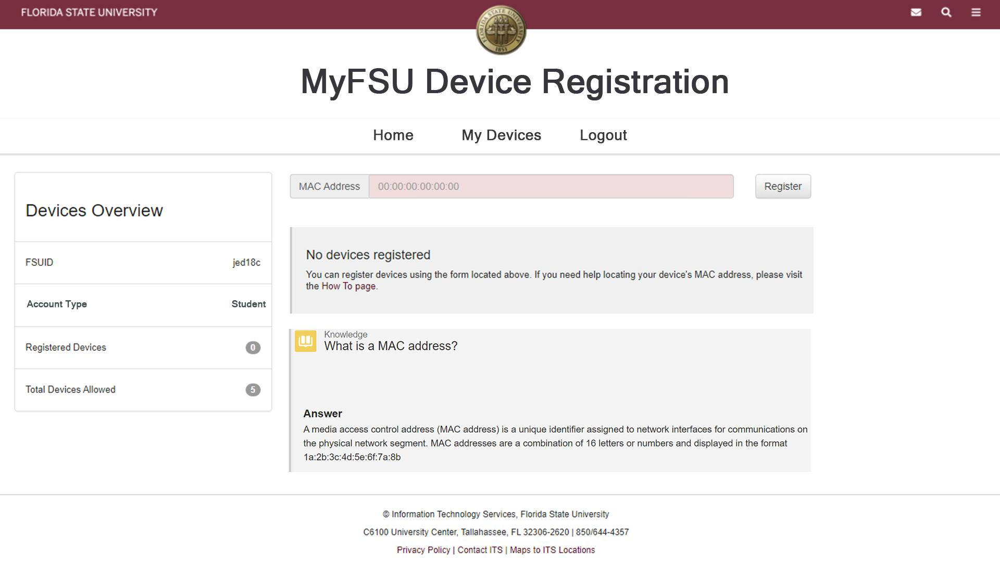 FLORIDA STATE UNIVERSITY
FLORIDA STATE UNIVERSITY
1851
MyFSU Device Registration
Home My Devices Logout
Devices Overview
FSUID jed18c
Account Type Student
Registered Devices 0
Total Devices Allowed 5
MAC Address 00:00:00:00:00:00 Register
No devices registered
You can register devices using the form located above. If you need help locating your device's MAC address, please visit
the How To page.
Knowledge
What is a MAC address?
Answer
A media access control address (MAC address) is a unique identifier assigned to network interfaces for communications on
the physical network segment. MAC addresses are a combination of 16 letters or numbers and displayed in the format
1a:2b:3c:4d:5e:6f:7a:8b
© Information Technology Services, Florida State University
C6100 University Center, Tallahassee, FL 32306-2620 | 850/644-4357
Privacy Policy | Contact ITS | Maps to ITS Locations